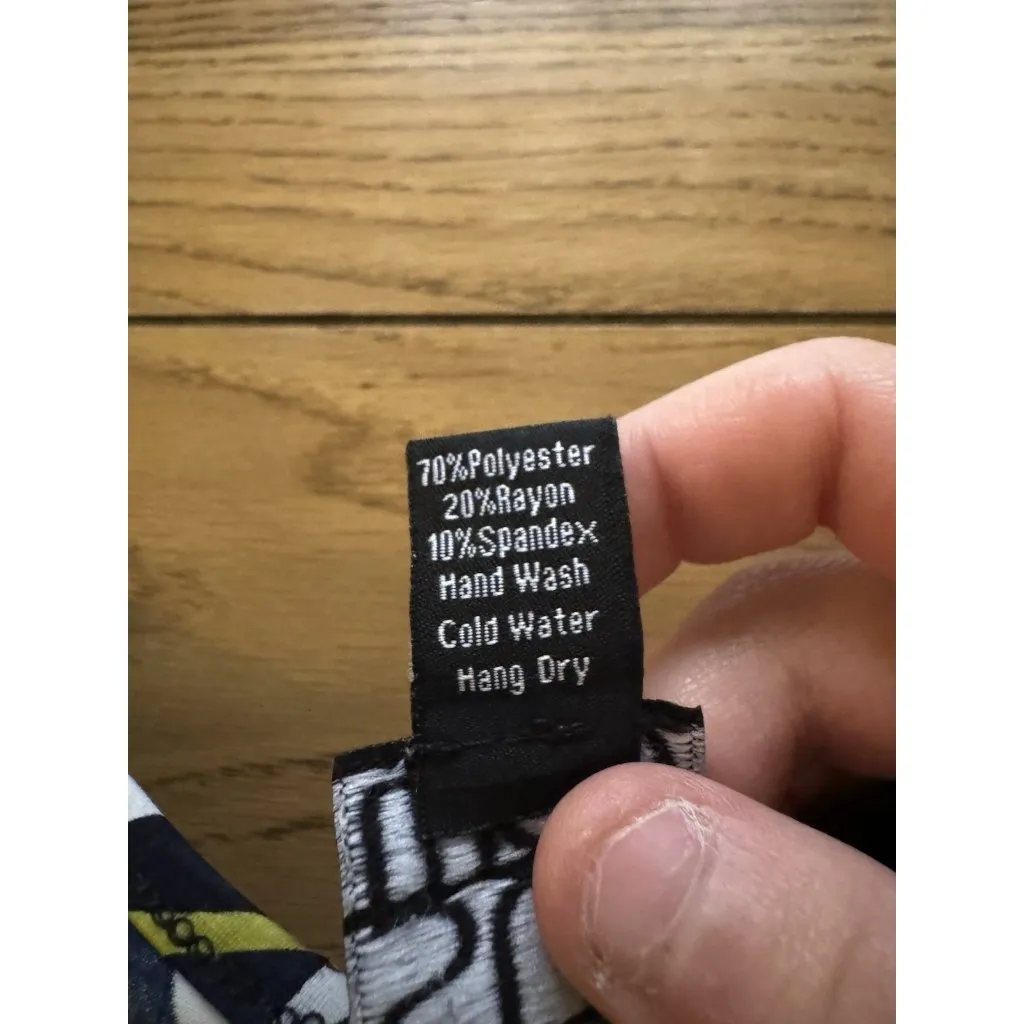 70%Polyester
20%Rayon
10%Spandex
Hand Wash
Cold Water
Hang Dry